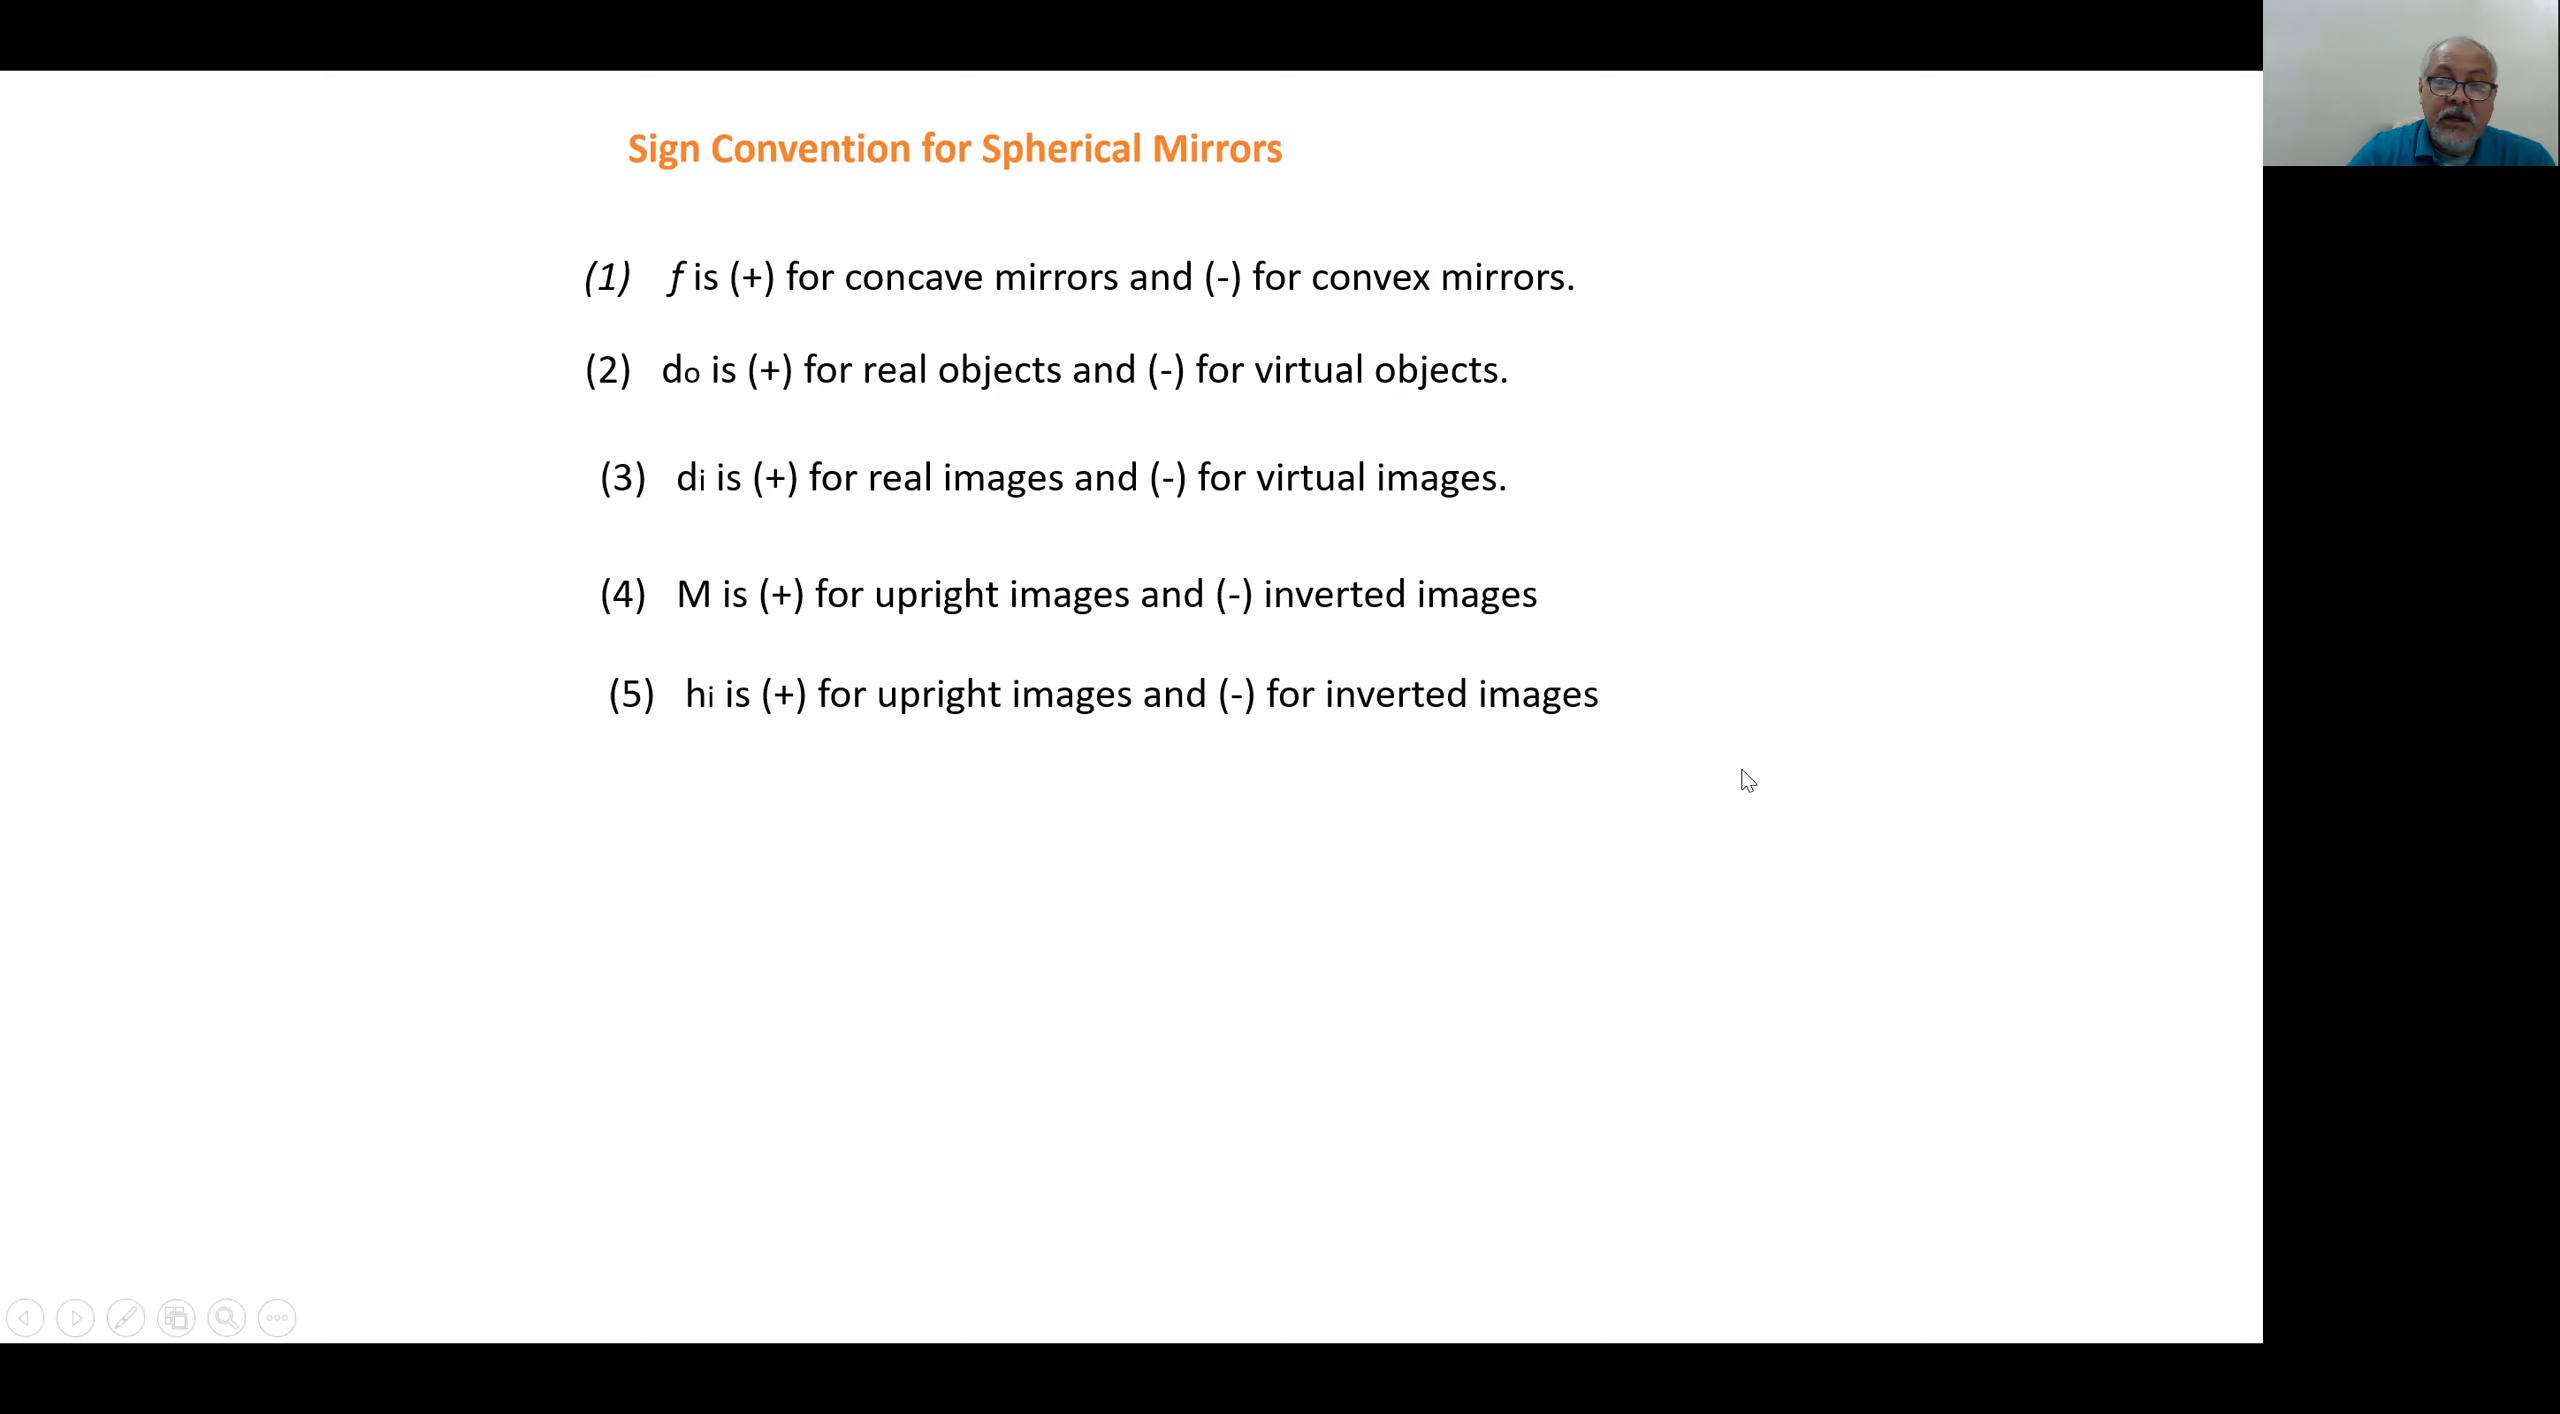 Sign Convention for Spherical Mirrors
(1) f is (+) for concave mirrors and (-) for convex mirrors.
(2) do is (+) for real objects and (-) for virtual objects.
(3) di is (+) for real images and (-) for virtual images.
(4) M is (+) for upright images and (-) inverted images
(5) hi is (+) for upright images and (-) for inverted images